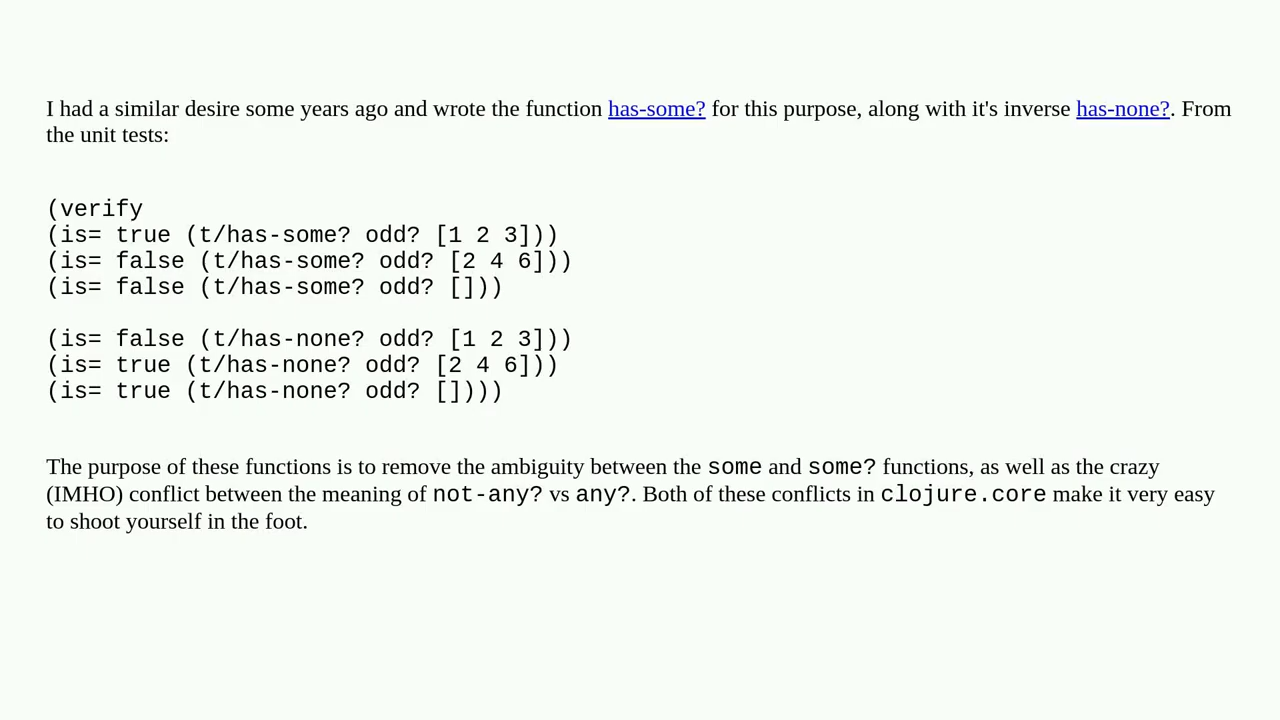 I had a similar desire some years ago and wrote the function has-some? for this purpose, along with it's inverse has-none?. From
the unit tests:
(verify
(is= true (t/has-some? odd? [1 2 3]))
(is= false (t/has-some? odd? [2 4 6]))
(is= false (t/has-some? odd? []))
(is= false (t/has-none? odd? [1 2 3]))
(is= true (t/has-none? odd? [2 4 6]))
(is= true (t/has-none? odd? [])))
The purpose of these functions is to remove the ambiguity between the some and some? functions, as well as the crazy
(IMHO) conflict between the meaning of not-any? vs any?. Both of these conflicts in clojure.core make it very easy
to shoot yourself in the foot.